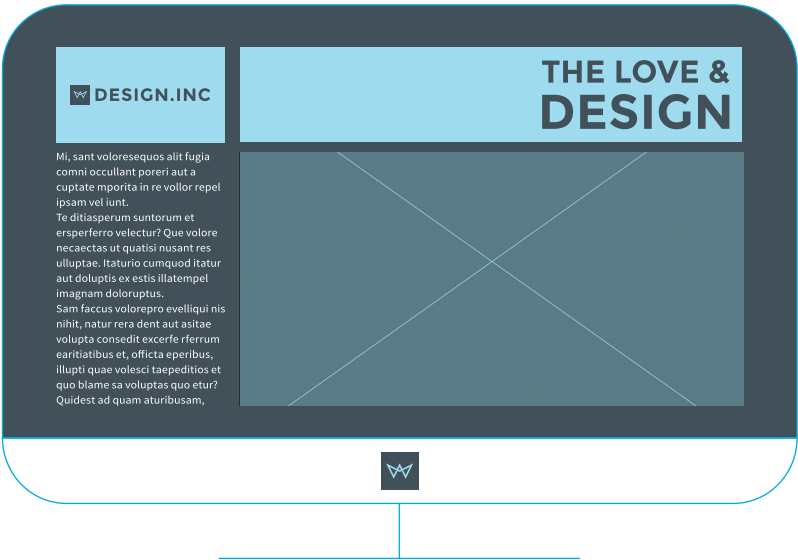 DESIGN.INC
THE LOVE &
DESIGN
Mi, sant voloresequos alit fugia
comni occullant poreri aut a
cuptate mporita in re vollor repel
ipsam vel iunt.
Te ditiasperum suntorum et
ersperferro velectur? Que volore
necaectas ut quatisi nusant res
ulluptae. Itaturio cumquod itatur
aut doluptis ex estis illatempel
imagnam doloruptus.
Sam faccus volorepro evelliqui nis
nihit, natur rera dent aut asitae
volupta consedit excerfe rferrum
earitiatibus et, officta eperibus,
illupti quae volesci taepeditios et
quo blame sa voluptas quo etur?
Quidest ad quam aturibusam,